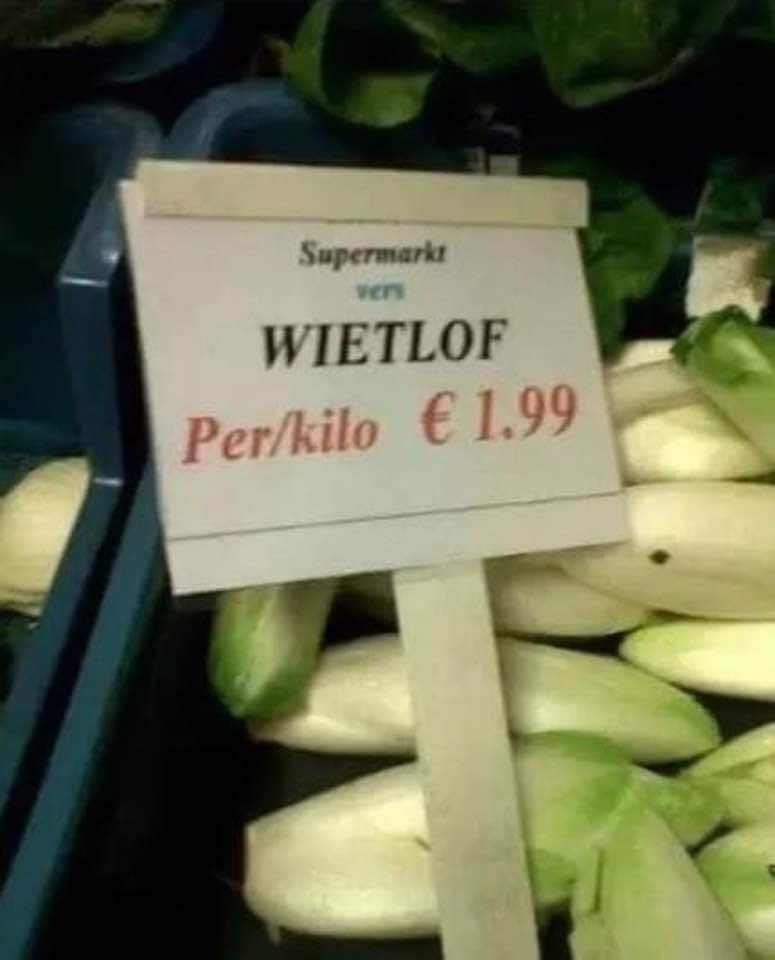 Supermarkt
vers
WIETLOF
Per/kilo € 1.99